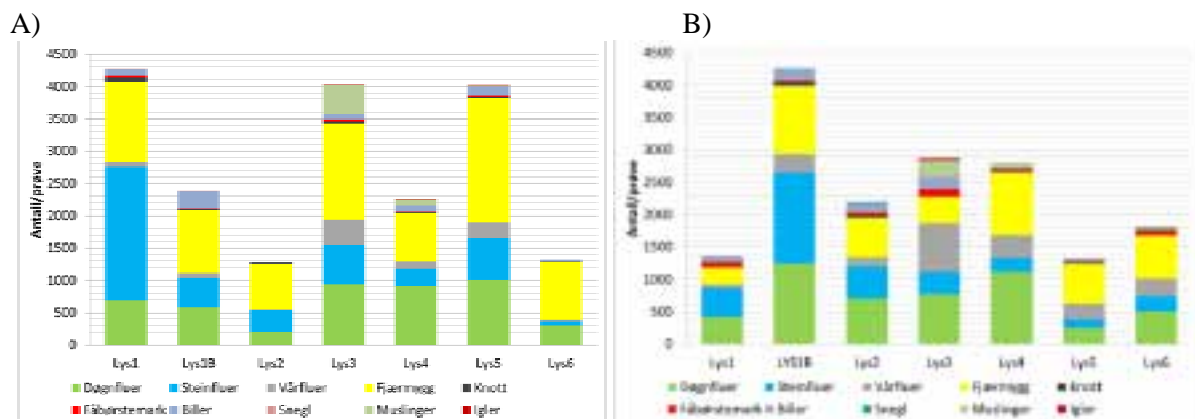 A)
B)
Antall/prøve
4500
4000
3500
3000
2500
2000
1500
1000
500
0
Lys1 Lys1B Lys2 Lys3 Lys4 Lys5 Lys6
Døgnfluer Steinfluer Vårfluer Fjærmygg Knott
Fåbørstemark Biller Snegl Muslinger Igler
Antall/prøve
4500
4000
3500
3000
2500
2000
1500
1000
500
0
Lys1 LYS1B Lys2 Lys3 Lys4 Lys5 Lys6
Døgnfluer Steinfluer Vårfluer Fjærmygg Knott
Fåbørstemark Biller Snegl Muslinger Igler